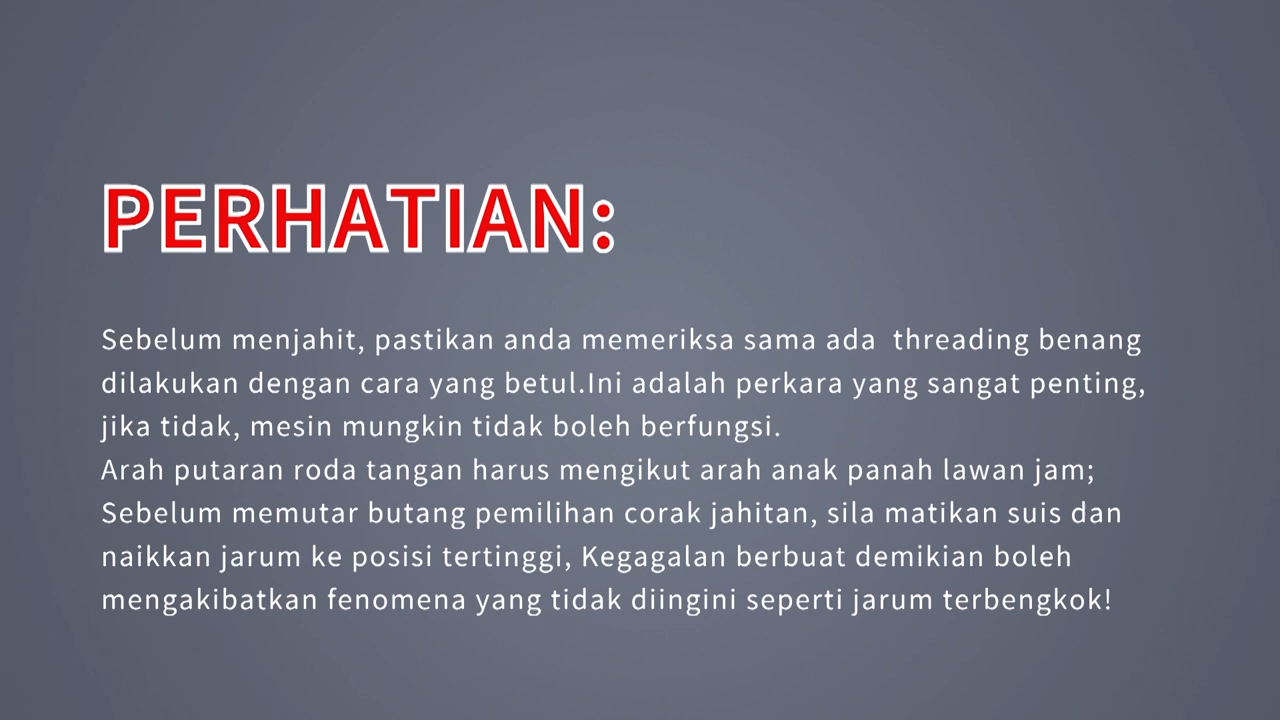 PERHATIAN:
Sebelum menjahit, pastikan anda memeriksa sama ada  threading benang
dilakukan dengan cara yang betul.Ini adalah perkara yang sangat penting,
jika tidak, mesin mungkin tidak boleh berfungsi.
Arah putaran roda tangan harus mengikut arah anak panah lawan jam;
Sebelum memutar butang pemilihan corak jahitan, sila matikan suis dan
naikkan jarum ke posisi tertinggi, Kegagalan berbuat demikian boleh
mengakibatkan fenomena yang tidak diingini seperti jarum terbengkok!